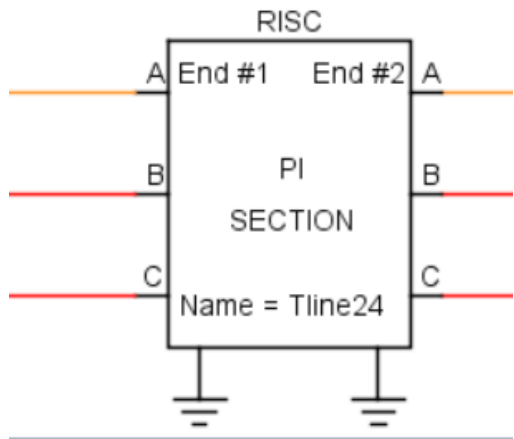 RISC
A End #1 End #2 A
B PI B
SECTION
C C
Name = Tline24